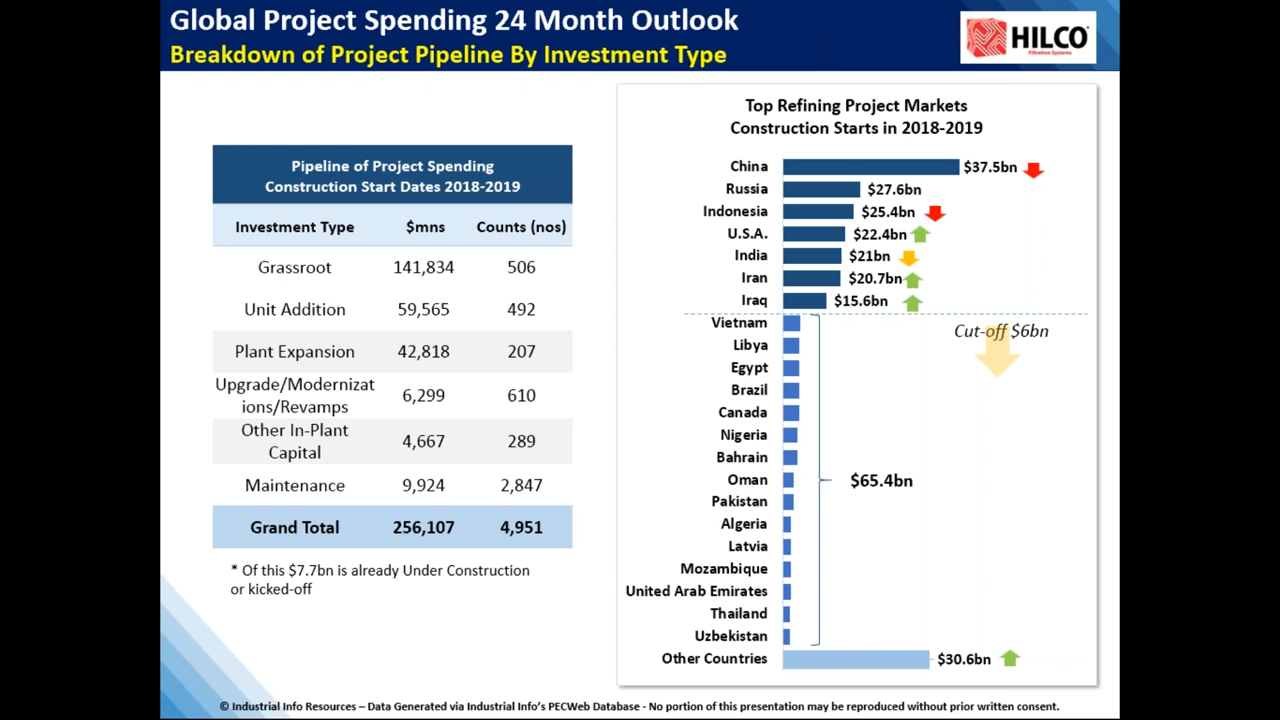 Global Project Spending 24 Month Outlook
Breakdown of Project Pipeline By Investment Type
HILCO
Filtration Systems
Pipeline of Project Spending
Construction Start Dates 2018-2019
Investment Type $mns Counts (nos)
Grassroot 141,834 506
Unit Addition 59,565 492
Plant Expansion 42,818 207
Upgrade/Modernizat
ions/Revamps 6,299 610
Other In-Plant
Capital 4,667 289
Maintenance 9,924 2,847
Grand Total 256,107 4,951
* Of this $7.7bn is already Under Construction
or kicked-off
Top Refining Project Markets
Construction Starts in 2018-2019
China $37.5bn
Russia $27.6bn
Indonesia $25.4bn
U.S.A. $22.4bn
India $21bn
Iran $20.7bn
Iraq $15.6bn
Vietnam
Cut-off $6bn
Libya
Egypt
Brazil
Canada
Nigeria
Bahrain
Oman $65.4bn
Pakistan
Algeria
Latvia
Mozambique
United Arab Emirates
Thailand
Uzbekistan
Other Countries $30.6bn
© Industrial Info Resources – Data Generated via Industrial Info's PECWeb Database - No portion of this presentation may be reproduced without prior written consent.